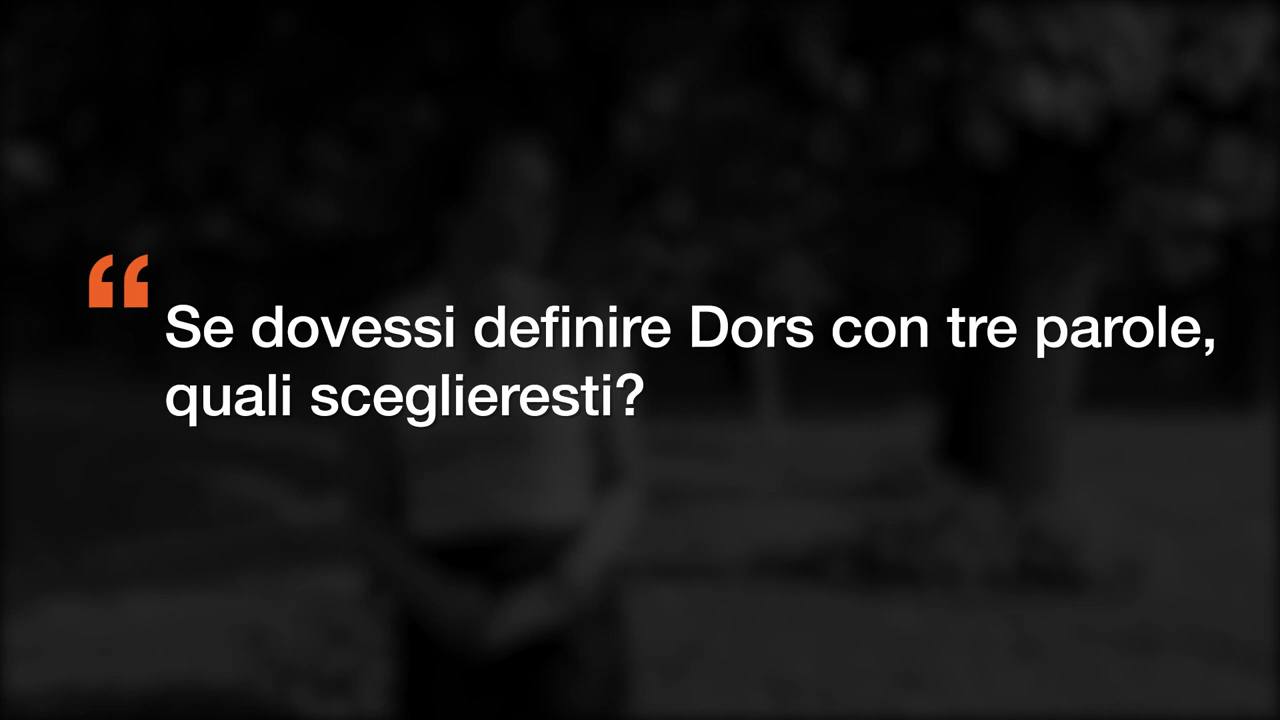 “Se dovessi definire Dors con tre parole,
quali sceglieresti?